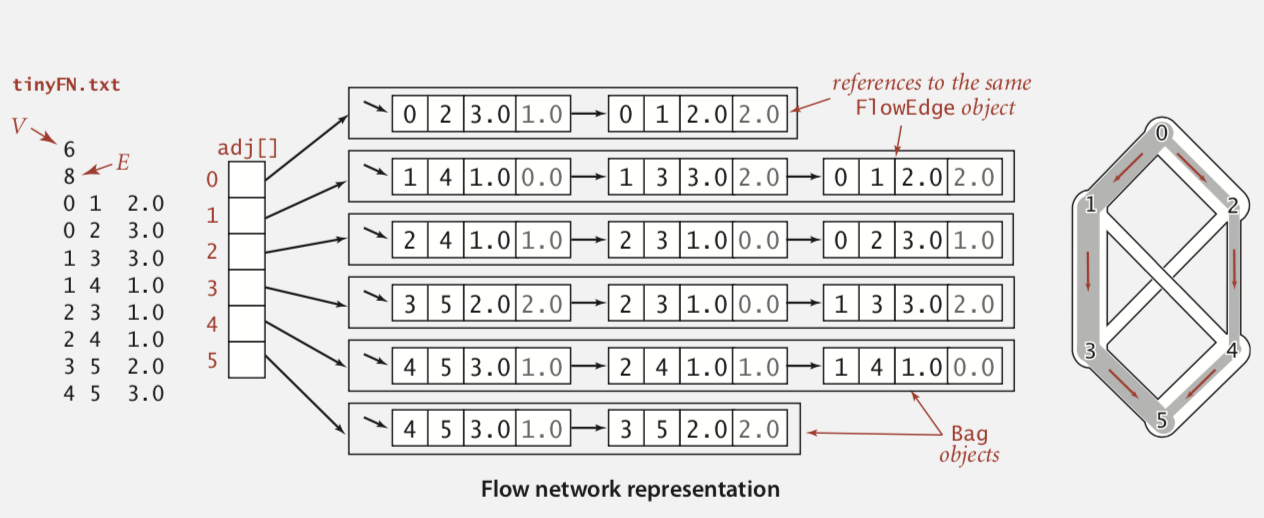 tinyFN.txt
V
6
8
E
0 1 2.0
0 2 3.0
1 3 3.0
1 4 1.0
2 3 1.0
2 4 1.0
3 5 2.0
4 5 3.0
adj[]
0
1
2
3
4
5
0 2 3.0 1.0 0 1 2.0 2.0
1 4 1.0 0.0 1 3 3.0 2.0 0 1 2.0 2.0
2 4 1.0 1.0 2 3 1.0 0.0 0 2 3.0 1.0
3 5 2.0 2.0 2 3 1.0 0.0 1 3 3.0 2.0
4 5 3.0 1.0 2 4 1.0 1.0 1 4 1.0 0.0
4 5 3.0 1.0 3 5 2.0 2.0
references to the same
FlowEdge object
Bag
objects
0
1 2
3 4
5
Flow network representation